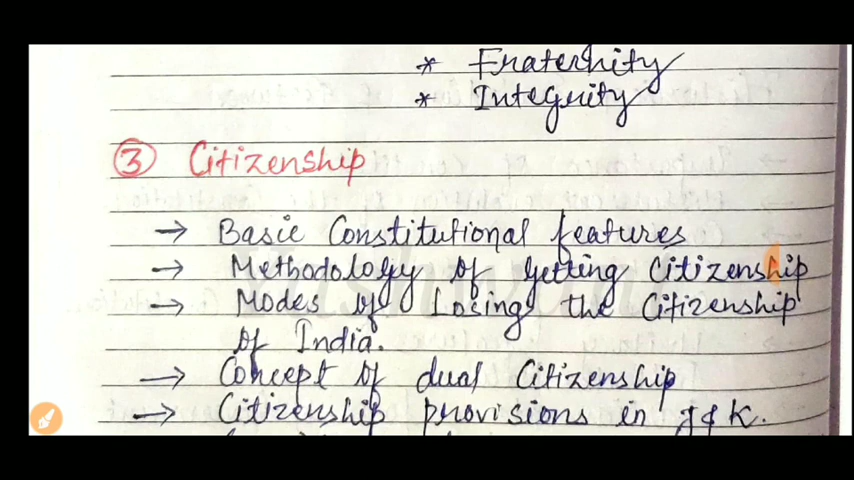 * Fraternity
* Integrity
③ Citizenship
→ Basic Constitutional features
→ Methodology of getting Citizenship
→ Modes of Losing the Citizenship
of India.
→ Concept of dual Citizenship
→ Citizenship provisions in J&K.